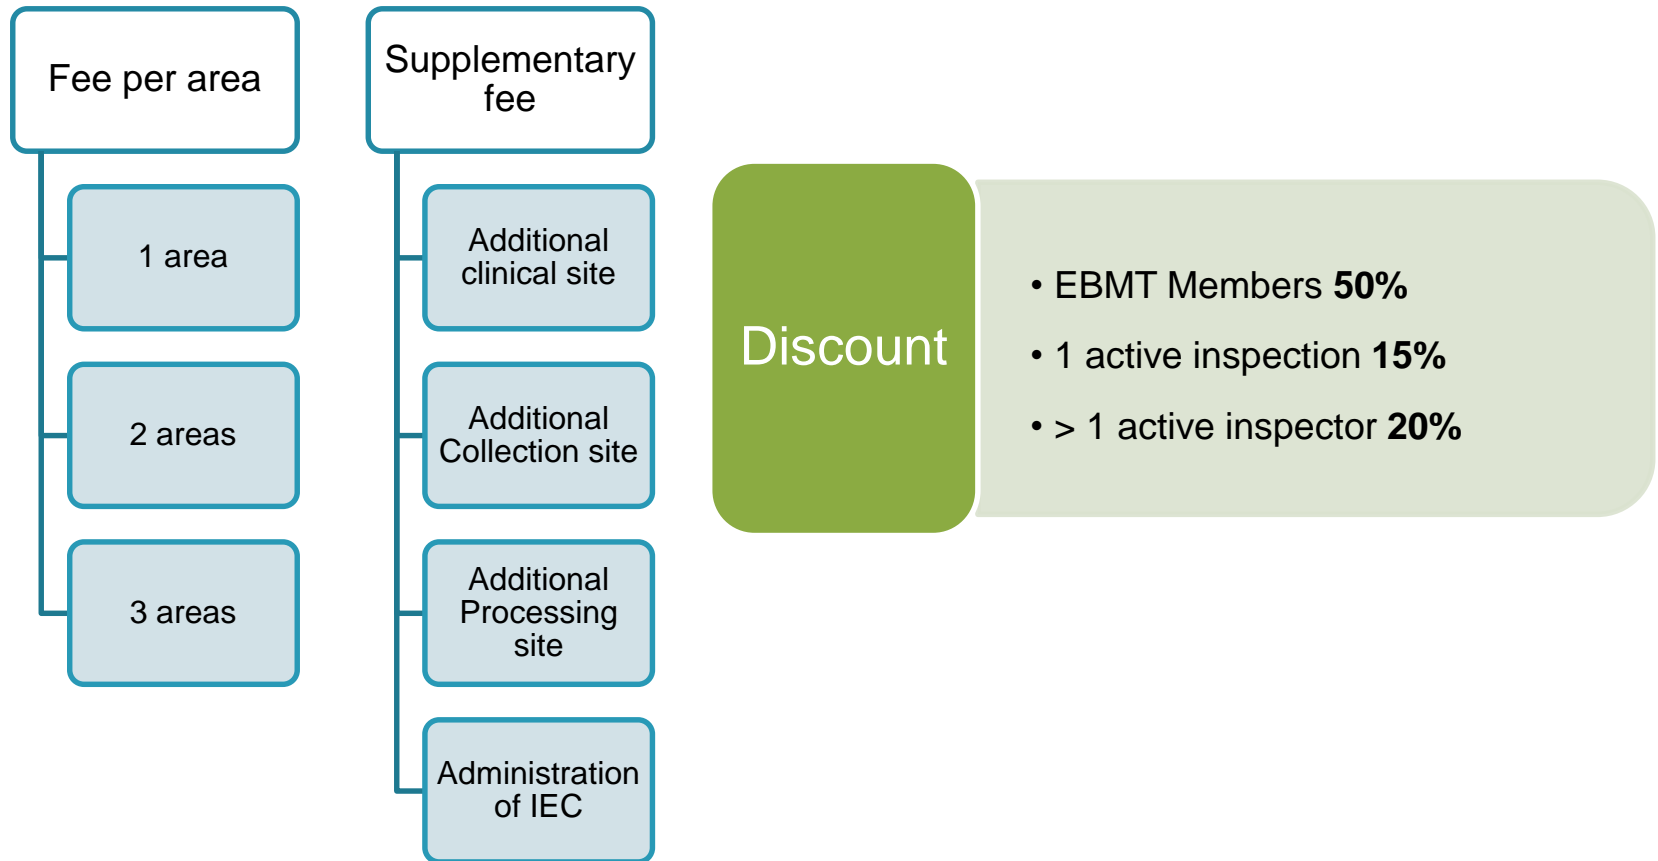 Fee per area
1 area
2 areas
3 areas
Supplementary
fee
Additional
clinical site
Additional
Collection site
Additional
Processing
site
Administration
of IEC
Discount
• EBMT Members 50%
• 1 active inspection 15%
• > 1 active inspector 20%